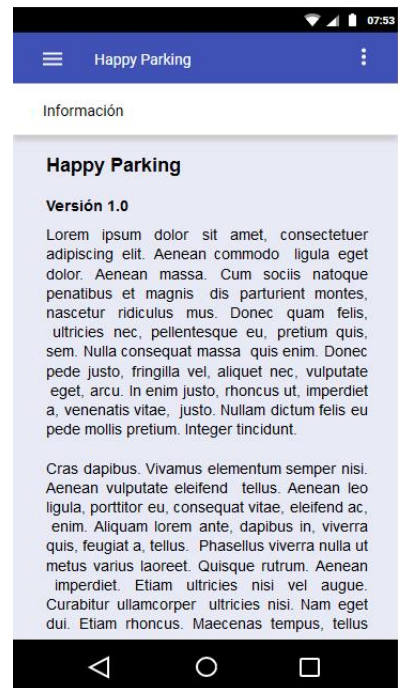 07:53
Happy Parking
Información
Happy Parking
Versión 1.0
Lorem ipsum dolor sit amet, consectetuer
adipiscing elit. Aenean commodo ligula eget
dolor. Aenean massa. Cum sociis natoque
penatibus et magnis dis parturient montes,
nascetur ridiculus mus. Donec quam felis,
ultricies nec, pellentesque eu, pretium quis,
sem. Nulla consequat massa quis enim. Donec
pede justo, fringilla vel, aliquet nec, vulputate
eget, arcu. In enim justo, rhoncus ut, imperdiet
a, venenatis vitae, justo. Nullam dictum felis eu
pede mollis pretium. Integer tincidunt.
Cras dapibus. Vivamus elementum semper nisi.
Aenean vulputate eleifend tellus. Aenean leo
ligula, porttitor eu, consequat vitae, eleifend ac,
enim. Aliquam lorem ante, dapibus in, viverra
quis, feugiat a, tellus. Phasellus viverra nulla ut
metus varius laoreet. Quisque rutrum. Aenean
imperdiet. Etiam ultricies nisi vel augue.
Curabitur ullamcorper ultricies nisi. Nam eget
dui. Etiam rhoncus. Maecenas tempus, tellus